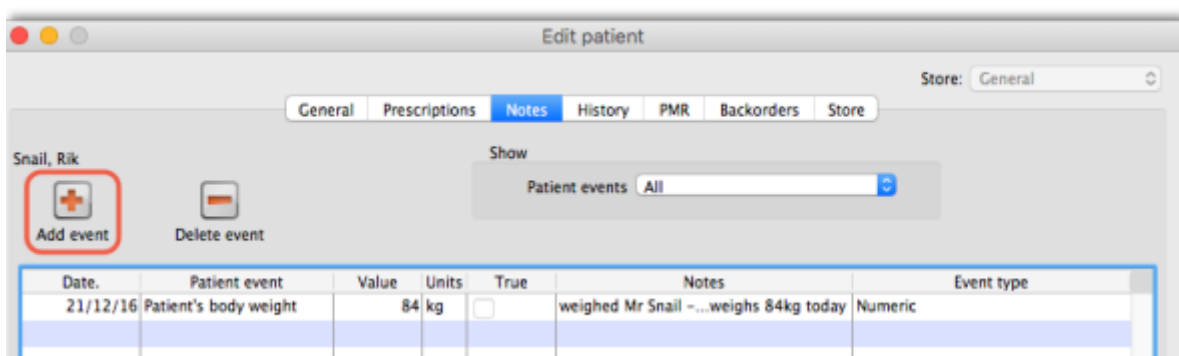 Edit patient
Store: General
General Prescriptions Notes History PMR Backorders Store
Snail, Rik
Show
Patient events All
Add event Delete event
Date. Patient event Value Units True Notes Event type
21/12/16 Patient's body weight 84 kg weighed Mr Snail –...weighs 84kg today Numeric